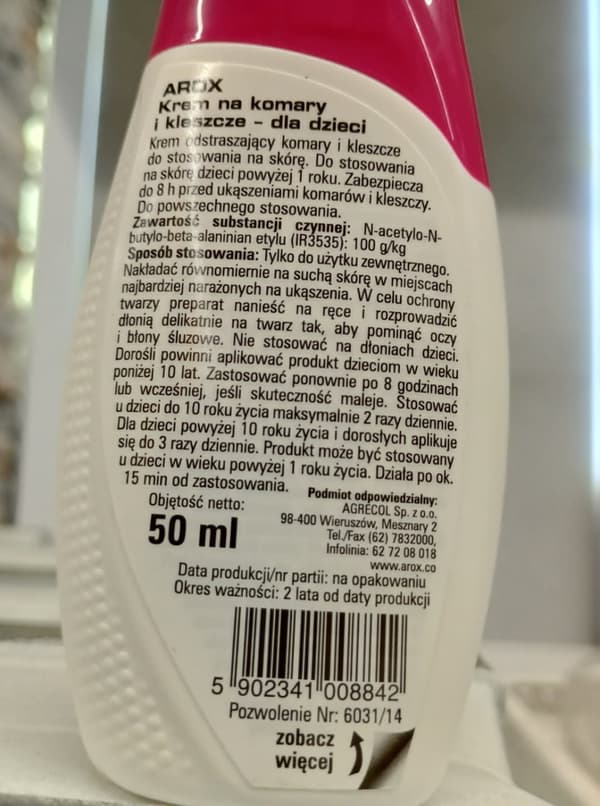 AROX
Krem na komary
i kleszcze - dla dzieci
Krem odstraszający komary i kleszcze
do stosowania na skórę. Do stosowania
na skórę dzieci powyżej 1 roku. Zabezpiecza
do 8 h przed ukąszeniami komarów i kleszczy.
Do powszechnego stosowania.
Zawartość substancji czynnej: N-acetylo-N-
butylo-beta-alaninian etylu (IR3535): 100 g/kg
Sposób stosowania: Tylko do użytku zewnętrznego.
Nakładać równomiernie na suchą skórę w miejscach
najbardziej narażonych na ukąszenia. W celu ochrony
twarzy preparat nanieść na ręce i rozprowadzić
dłonią delikatnie na twarz tak, aby pominąć oczy
i błony śluzowe. Nie stosować na dłoniach dzieci.
Dorośli powinni aplikować produkt dzieciom w wieku
poniżej 10 lat. Zastosować ponownie po 8 godzinach
lub wcześniej, jeśli skuteczność maleje. Stosować
u dzieci do 10 roku życia maksymalnie 2 razy dziennie.
Dla dzieci powyżej 10 roku życia i dorosłych aplikuje
się do 3 razy dziennie. Produkt może być stosowany
u dzieci w wieku powyżej 1 roku życia. Działa po ok.
15 min od zastosowania.
Objętość netto:
50 ml
Podmiot odpowiedzialny:
AGRECOL Sp. z o.o.
98-400 Wieruszów, Mesznary 2
Tel./Fax (62) 7832000,
Infolinia: 62 72 08 018
www.arox.co
Data produkcji/nr partii: na opakowaniu
Okres ważności: 2 lata od daty produkcji
5 902341 008842
Pozwolenie Nr: 6031/14
zobacz
więcej